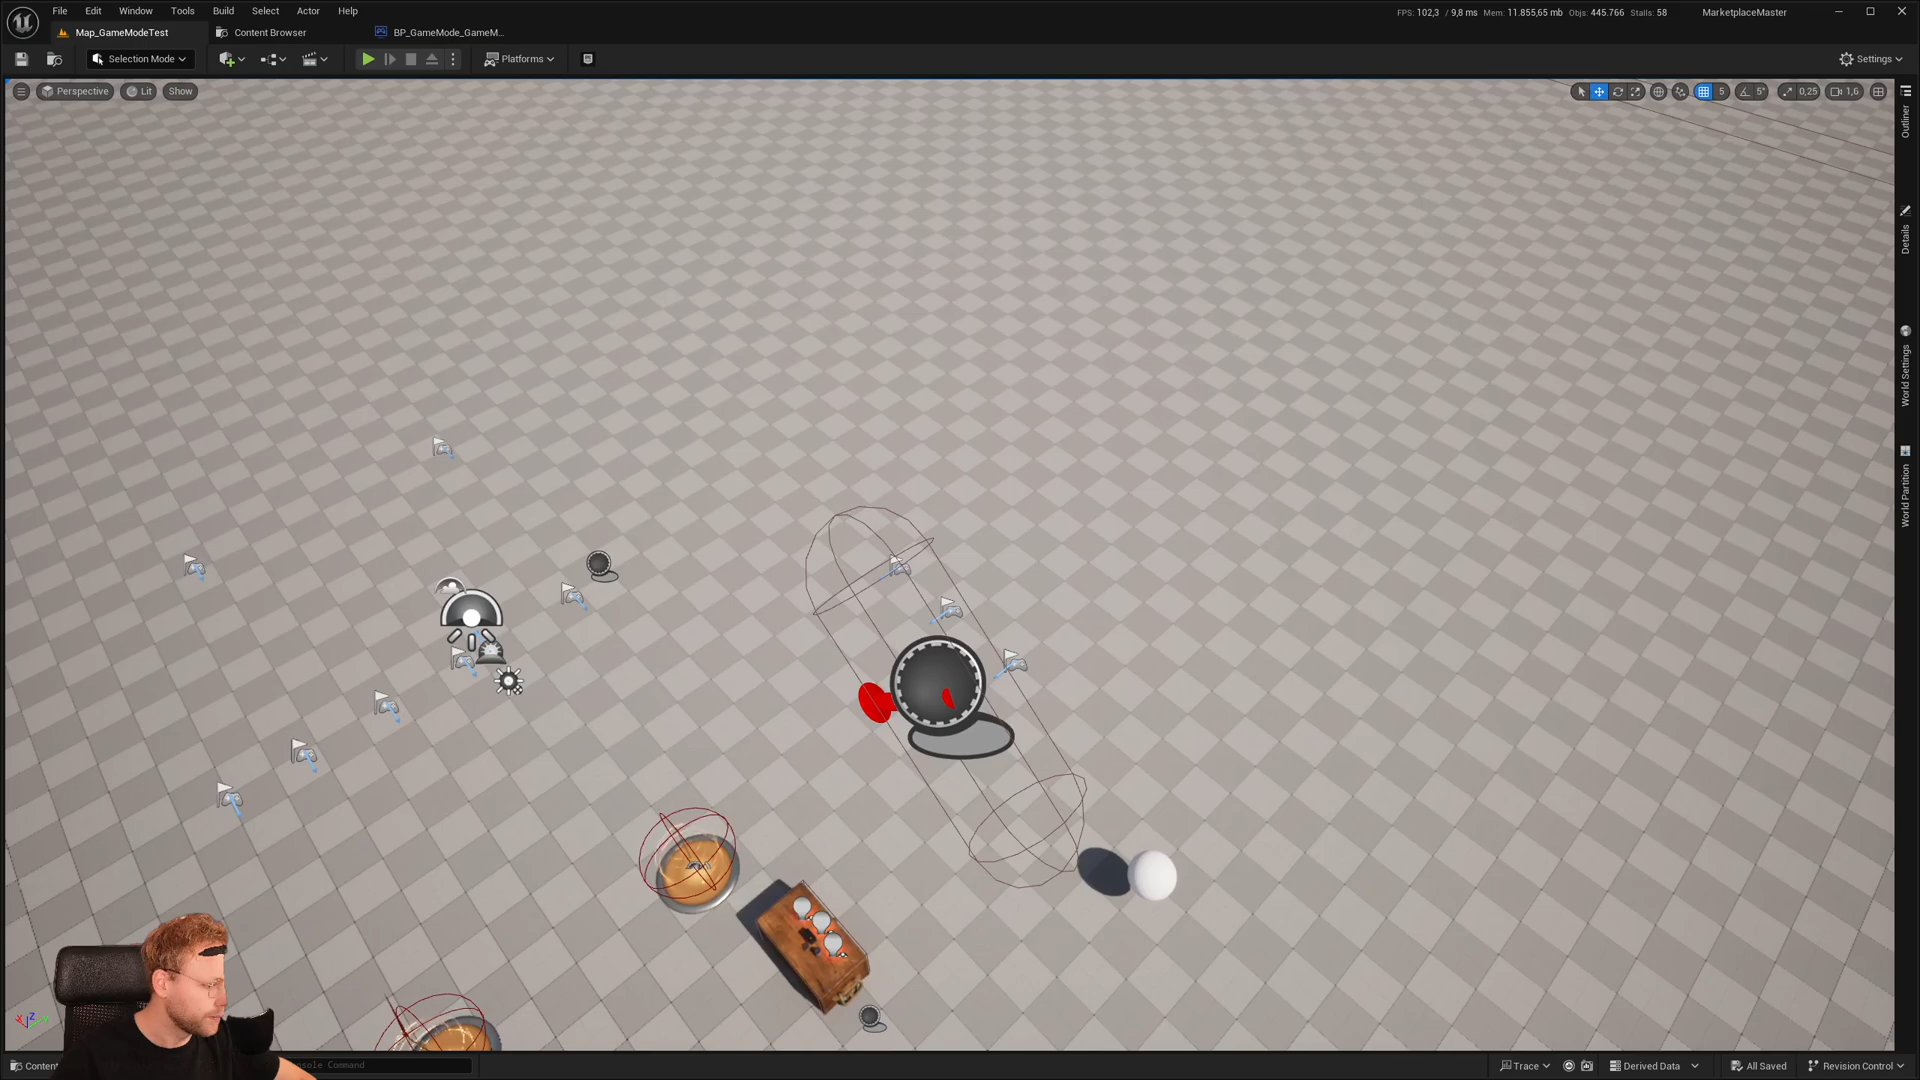 File Edit Window Tools Build Select Actor Help
FPS: 102,3 / 9,8 ms Mem: 11.855,65 mb Objs: 445.766 Stalls: 58
MarketplaceMaster
Map_GameModeTest
Content Browser
BP_GameMode_GameM...
Selection Mode
Platforms
Settings
Perspective
Lit
Show
5
5°
0,25
1,6
Outliner
Details
World Settings
World Partition
X Z Y
Conten
nsole Command
Trace
Derived Data
All Saved
Revision Control